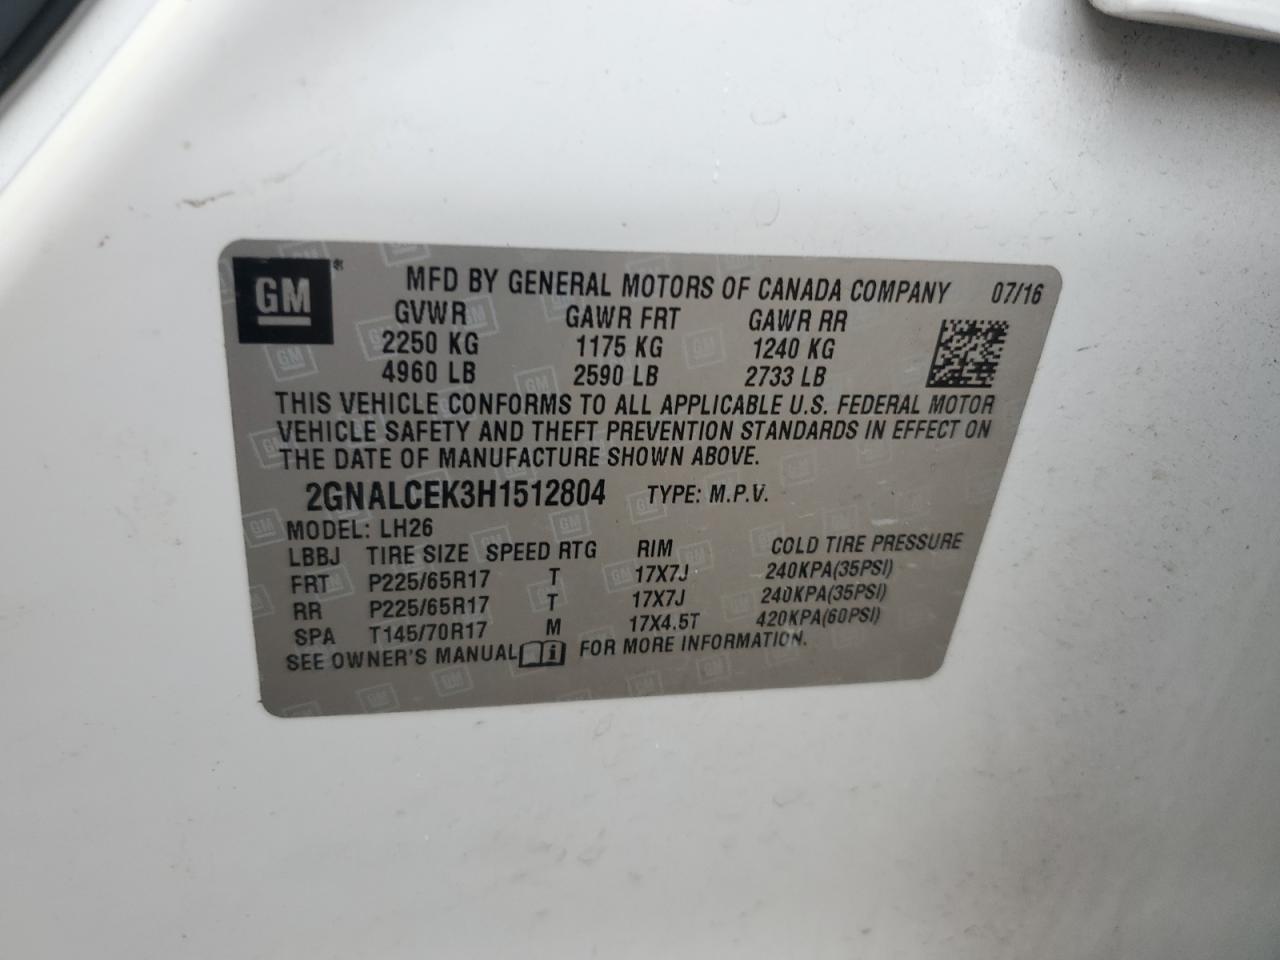 GM ® MFD BY GENERAL MOTORS OF CANADA COMPANY 07/16
GVWR GAWR FRT GAWR RR
2250 KG 1175 KG 1240 KG
4960 LB 2590 LB 2733 LB
THIS VEHICLE CONFORMS TO ALL APPLICABLE U.S. FEDERAL MOTOR
VEHICLE SAFETY AND THEFT PREVENTION STANDARDS IN EFFECT ON
THE DATE OF MANUFACTURE SHOWN ABOVE.
2GNALCEK3H1512804 TYPE: M.P.V.
MODEL: LH26
LBBJ TIRE SIZE SPEED RTG RIM COLD TIRE PRESSURE
FRT P225/65R17 T 17X7J 240KPA(35PSI)
RR P225/65R17 T 17X7J 240KPA(35PSI)
SPA T145/70R17 M 17X4.5T 420KPA(60PSI)
SEE OWNER'S MANUAL i FOR MORE INFORMATION.